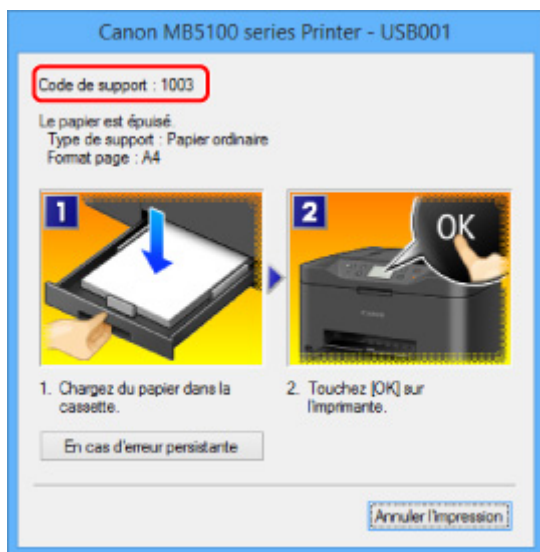 Canon MB5100 series Printer - USB001
Code de support : 1003
Le papier est épuisé.
Type de support : Papier ordinaire
Format page : A4
1
2
OK
1. Chargez du papier dans la
cassette.
2. Touchez [OK] sur
l'imprimante.
En cas d'erreur persistante
Annuler l'impression